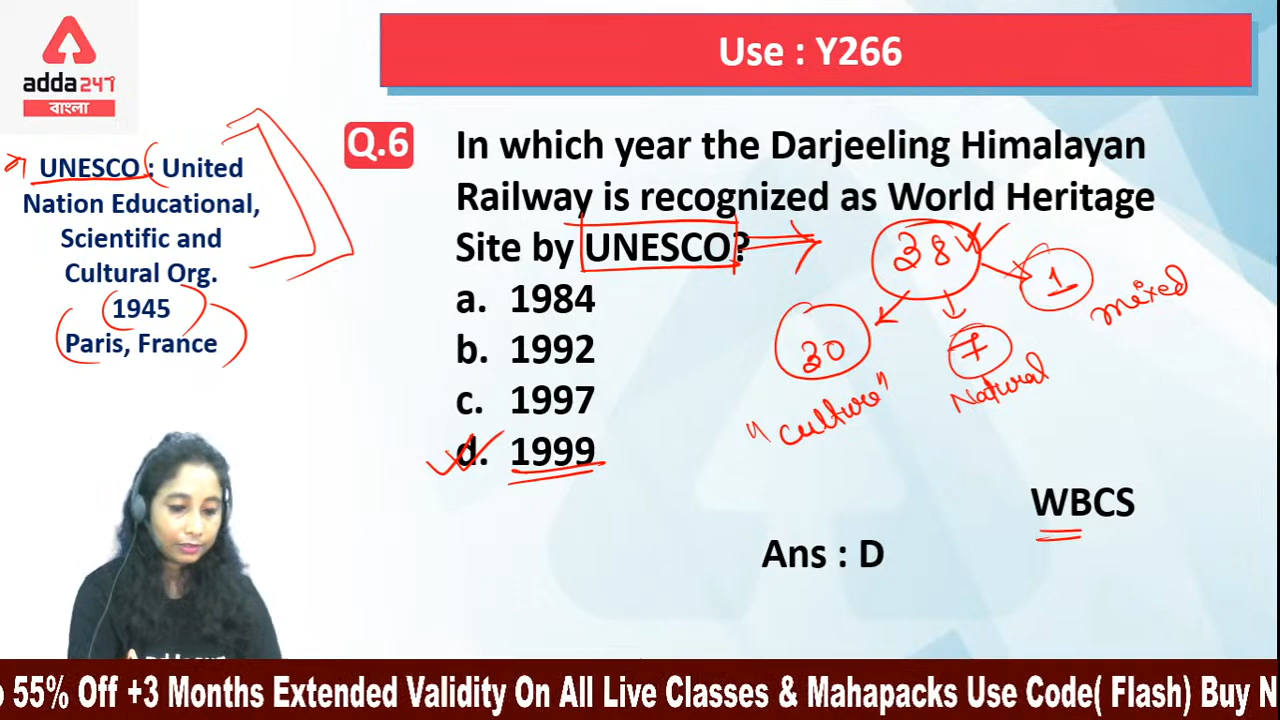 Use : Y266
adda247
বাংলা
UNESCO : United
Nation Educational,
Scientific and
Cultural Org.
1945
Paris, France
Q.6
In which year the Darjeeling Himalayan
Railway is recognized as World Heritage
Site by UNESCO?
a. 1984
b. 1992
c. 1997
d. 1999
38
1
mixed
30
7
Natural
"culture"
WBCS
Ans : D
55% Off +3 Months Extended Validity On All Live Classes & Mahapacks Use Code( Flash) Buy N